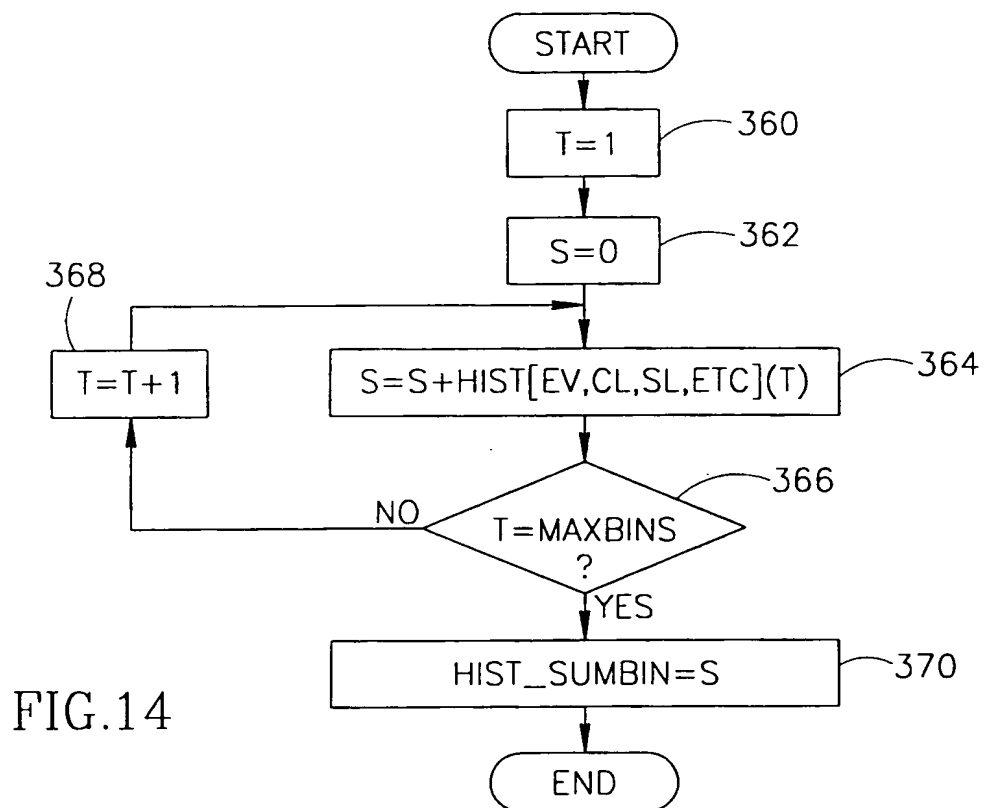 START
360
T=1
362
S=0
368
T=T+1
S=S+HIST[EV,CL,SL,ETC](T)
364
366
NO
T=MAXBINS
?
YES
HIST_SUMBIN=S
370
FIG.14
END